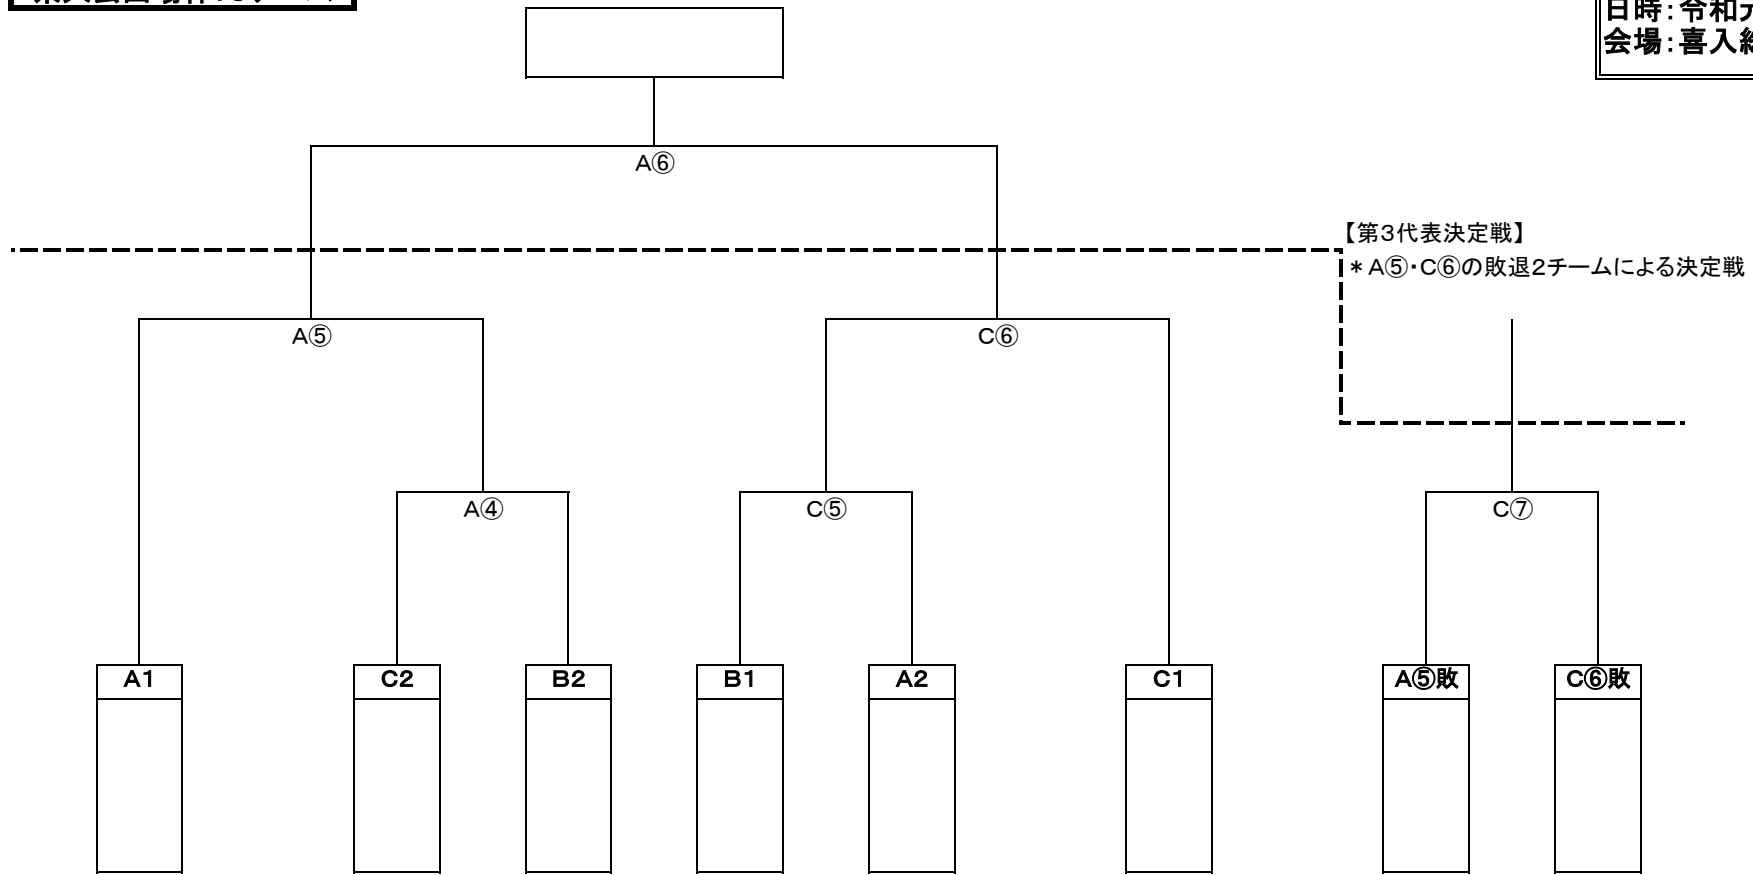 日時：令和元
会場：喜入総
A⑥
【第3代表決定戦】
＊A⑤・C⑥の敗退2チームによる決定戦
A⑤
C⑥
A④
C⑤
C⑦
A1
C2
B2
B1
A2
C1
A⑤敗
C⑥敗